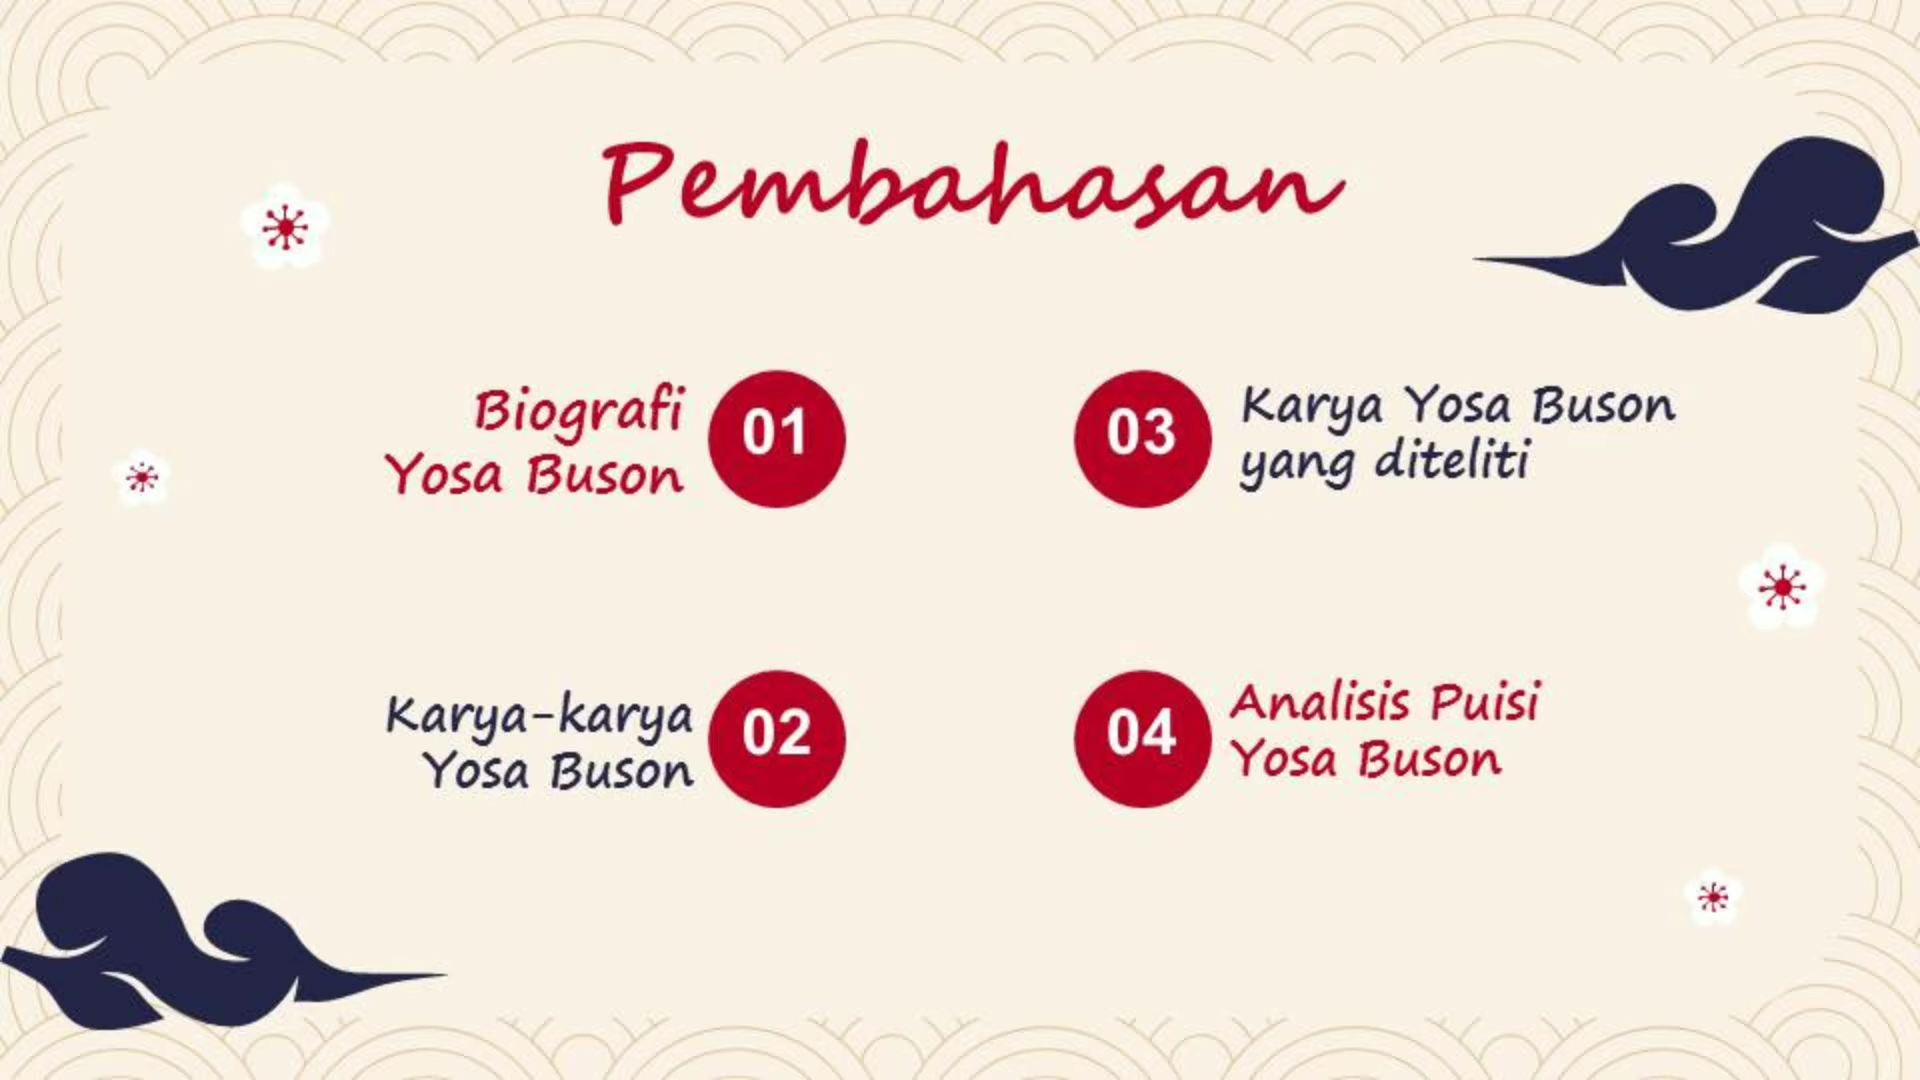 Pembahasan
01
Biografi
Yosa Buson
02
Karya-karya
Yosa Buson
03
Karya Yosa Buson
yang diteliti
04
Analisis Puisi
Yosa Buson